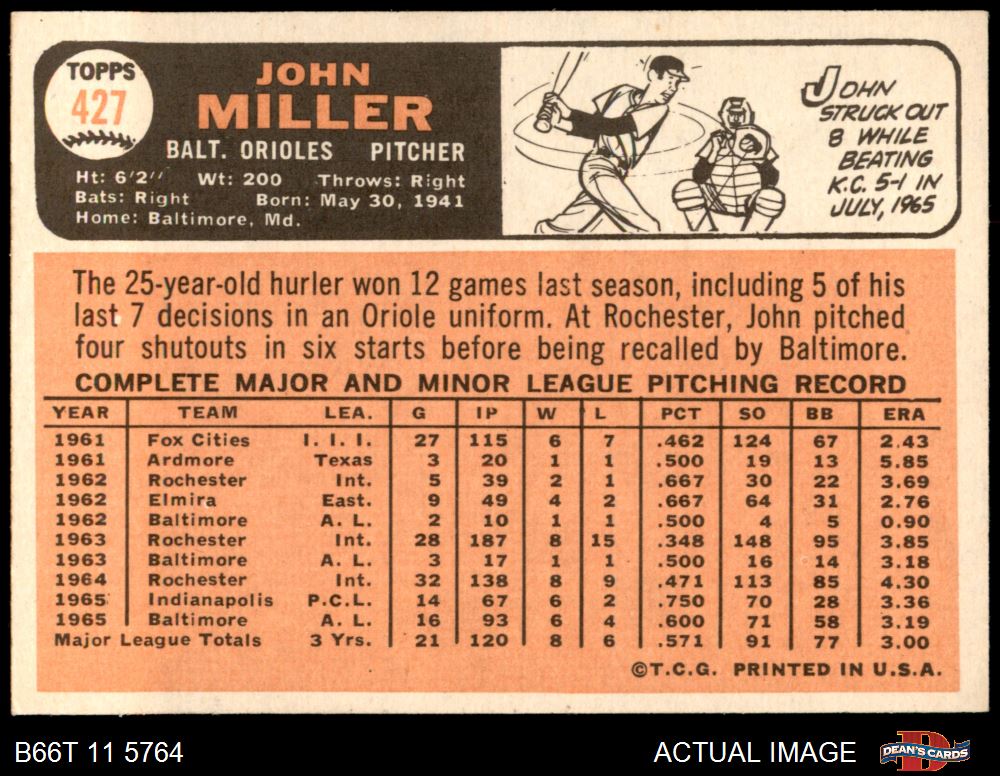 TOPPS
427
JOHN
MILLER
BALT. ORIOLES PITCHER
Ht: 6'2" Wt: 200 Throws: Right
Bats: Right Born: May 30, 1941
Home: Baltimore, Md.
JOHN
STRUCK OUT
8 WHILE
BEATING
K.C. 5-1 IN
JULY, 1965
The 25-year-old hurler won 12 games last season, including 5 of his
last 7 decisions in an Oriole uniform. At Rochester, John pitched
four shutouts in six starts before being recalled by Baltimore.
COMPLETE MAJOR AND MINOR LEAGUE PITCHING RECORD
YEAR TEAM LEA. G IP W L PCT SO BB ERA
1961 Fox Cities I. I. I. 27 115 6 7 .462 124 67 2.43
1961 Ardmore Texas 3 20 1 1 .500 19 13 5.85
1962 Rochester Int. 5 39 2 1 .667 30 22 3.69
1962 Elmira East. 9 49 4 2 .667 64 31 2.76
1962 Baltimore A. L. 2 10 1 1 .500 4 5 0.90
1963 Rochester Int. 28 187 8 15 .348 148 95 3.85
1963 Baltimore A. L. 3 17 1 1 .500 16 14 3.18
1964 Rochester Int. 32 138 8 9 .471 113 85 4.30
1965 Indianapolis P.C.L. 14 67 6 2 .750 70 28 3.36
1965 Baltimore A. L. 16 93 6 4 .600 71 58 3.19
Major League Totals 3 Yrs. 21 120 8 6 .571 91 77 3.00
©T.C.G. PRINTED IN U.S.A.
B66T 11 5764
ACTUAL IMAGE
DEAN'S CARDS